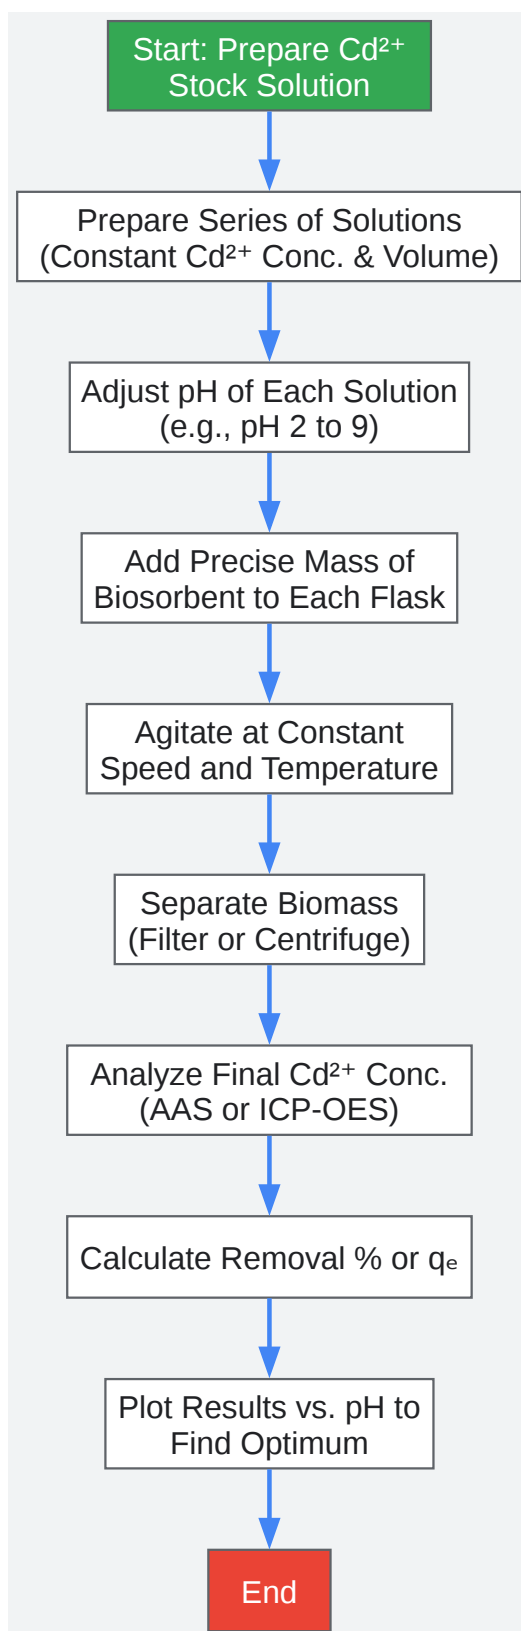 Start: Prepare Cd²⁺
Stock Solution
Prepare Series of Solutions
(Constant Cd²⁺ Conc. & Volume)
Adjust pH of Each Solution
(e.g., pH 2 to 9)
Add Precise Mass of
Biosorbent to Each Flask
Agitate at Constant
Speed and Temperature
Separate Biomass
(Filter or Centrifuge)
Analyze Final Cd²⁺ Conc.
(AAS or ICP-OES)
Calculate Removal % or qₑ
Plot Results vs. pH to
Find Optimum
End